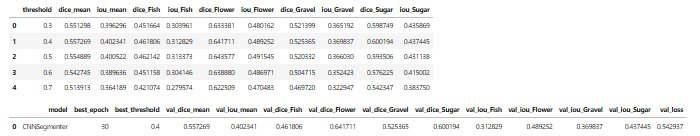 threshold dice_mean iou_mean dice_Fish iou_Fish dice_Flower iou_Flower dice_Gravel iou_Gravel dice_Sugar iou_Sugar
0 0.3 0.551298 0.396296 0.451664 0.303961 0.633381 0.480162 0.521399 0.365192 0.598749 0.435869
1 0.4 0.557269 0.402341 0.461806 0.312829 0.641711 0.489252 0.525365 0.369837 0.600194 0.437445
2 0.5 0.554889 0.400502 0.462142 0.313373 0.643577 0.491545 0.520332 0.366030 0.593506 0.431138
3 0.6 0.542745 0.389636 0.451158 0.304146 0.638880 0.486971 0.504715 0.352423 0.576225 0.415002
4 0.7 0.513913 0.364189 0.421074 0.279574 0.622509 0.470483 0.469720 0.322947 0.542347 0.383750
model best_epoch best_threshold val_dice_mean val_iou_mean val_dice_Fish val_dice_Flower val_dice_Gravel val_dice_Sugar val_iou_Fish val_iou_Flower val_iou_Gravel val_iou_Sugar val_loss
0 CNNSegmenter 30 0.4 0.557269 0.402341 0.461806 0.641711 0.525365 0.600194 0.312829 0.489252 0.369837 0.437445 0.542937